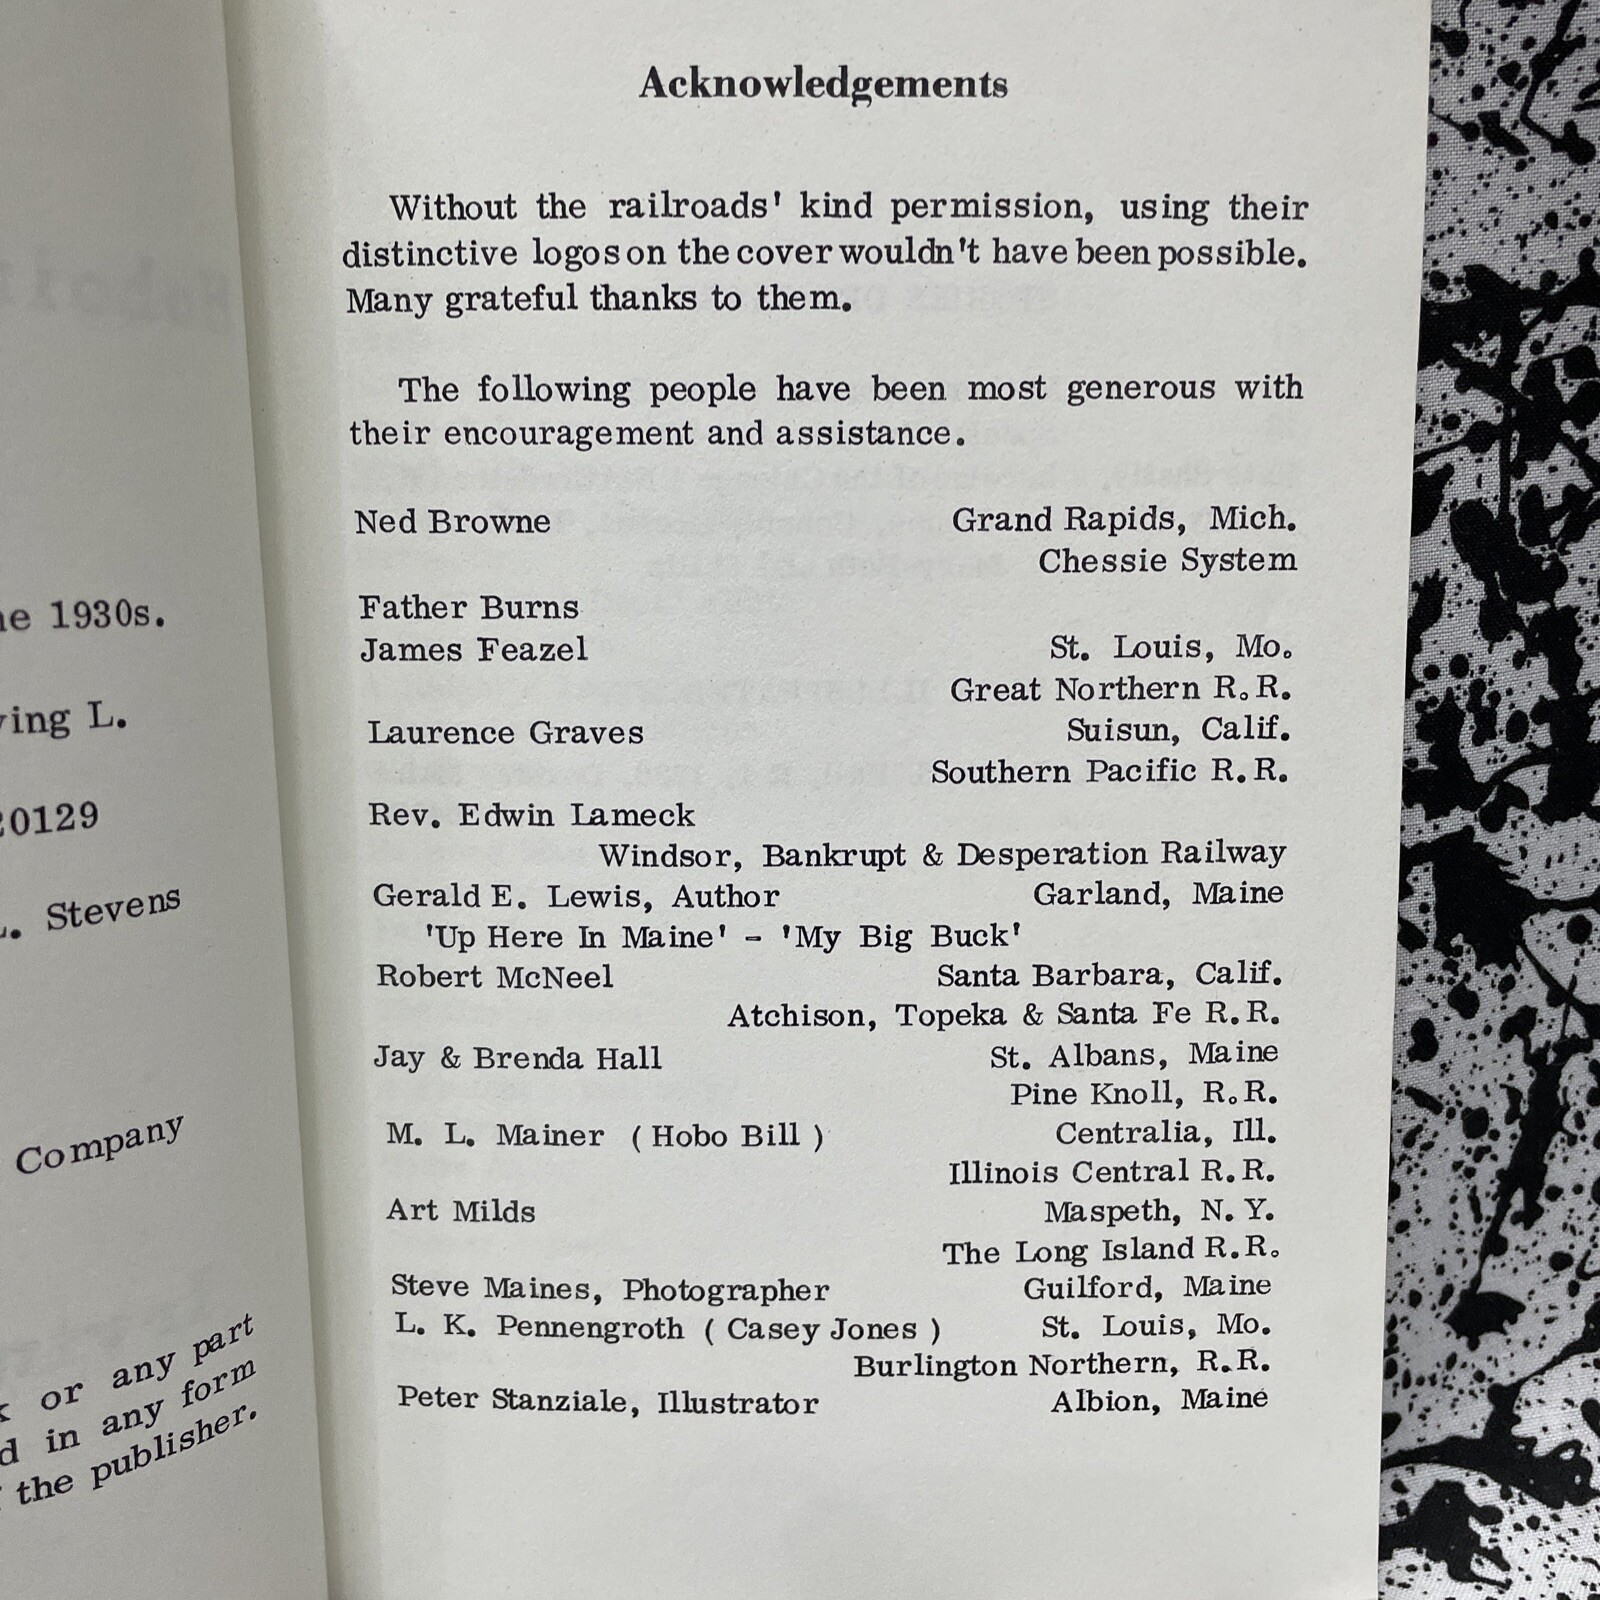 1930s.
L.
20129
L. Stevens
Company
or any part
in any form
the publisher.
Acknowledgements
Without the railroads' kind permission, using their
distinctive logos on the cover wouldn't have been possible.
Many grateful thanks to them.
The following people have been most generous with
their encouragement and assistance.
Ned Browne Grand Rapids, Mich.
Chessie System
Father Burns
James Feazel St. Louis, Mo.
Great Northern R.R.
Laurence Graves Suisun, Calif.
Southern Pacific R.R.
Rev. Edwin Lameck
Windsor, Bankrupt & Desperation Railway
Gerald E. Lewis, Author Garland, Maine
'Up Here In Maine' - 'My Big Buck'
Robert McNeel Santa Barbara, Calif.
Atchison, Topeka & Santa Fe R.R.
Jay & Brenda Hall St. Albans, Maine
Pine Knoll, R.R.
M. L. Mainer ( Hobo Bill ) Centralia, Ill.
Illinois Central R.R.
Art Milds Maspeth, N.Y.
The Long Island R.R.
Steve Maines, Photographer Guilford, Maine
L. K. Pennengroth ( Casey Jones ) St. Louis, Mo.
Burlington Northern, R.R.
Peter Stanziale, Illustrator Albion, Maine